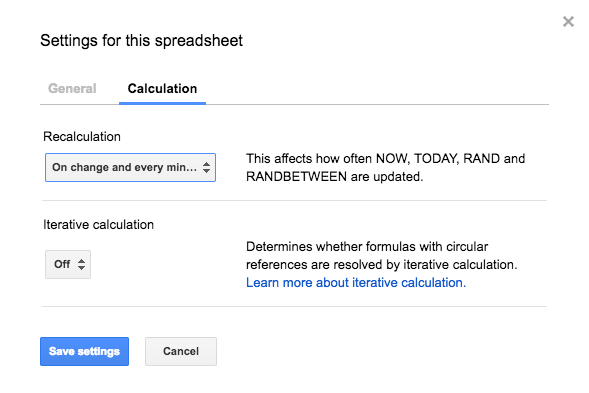 Settings for this spreadsheet
General
Calculation
Recalculation
On change and every min...
This affects how often NOW, TODAY, RAND and
RANDBETWEEN are updated.
Iterative calculation
Off
Determines whether formulas with circular
references are resolved by iterative calculation.
Learn more about iterative calculation.
Save settings
Cancel